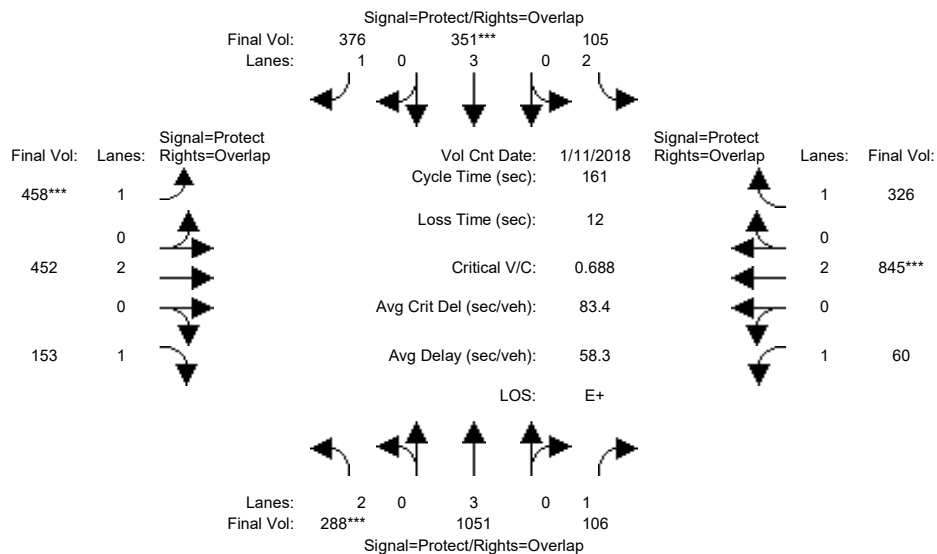 Signal=Protect/Rights=Overlap
Final Vol: 376 351*** 105
Lanes: 1 0 3 0 2
Signal=Protect Signal=Protect
Final Vol: Lanes: Rights=Overlap Vol Cnt Date: 1/11/2018 Rights=Overlap Lanes: Final Vol:
Cycle Time (sec): 161
458*** 1 1 326
Loss Time (sec): 12
0 0
452 2 Critical V/C: 0.688 2 845***
0 Avg Crit Del (sec/veh): 83.4 0
153 1 Avg Delay (sec/veh): 58.3 1 60
LOS: E+
Lanes: 2 0 3 0 1
Final Vol: 288*** 1051 106
Signal=Protect/Rights=Overlap